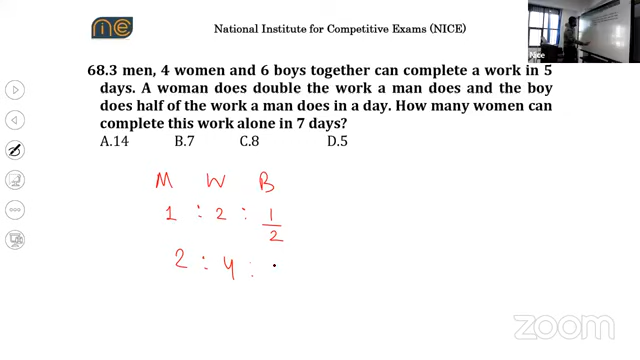 nie
National Institute for Competitive Exams (NICE)
Nice
68.3 men, 4 women and 6 boys together can complete a work in 5
days. A woman does double the work a man does and the boy
does half of the work a man does in a day. How many women can
complete this work alone in 7 days?
A.14 B.7 C.8 D.5
M W B
1 : 2 : 1/2
2 : 4 :
zoom